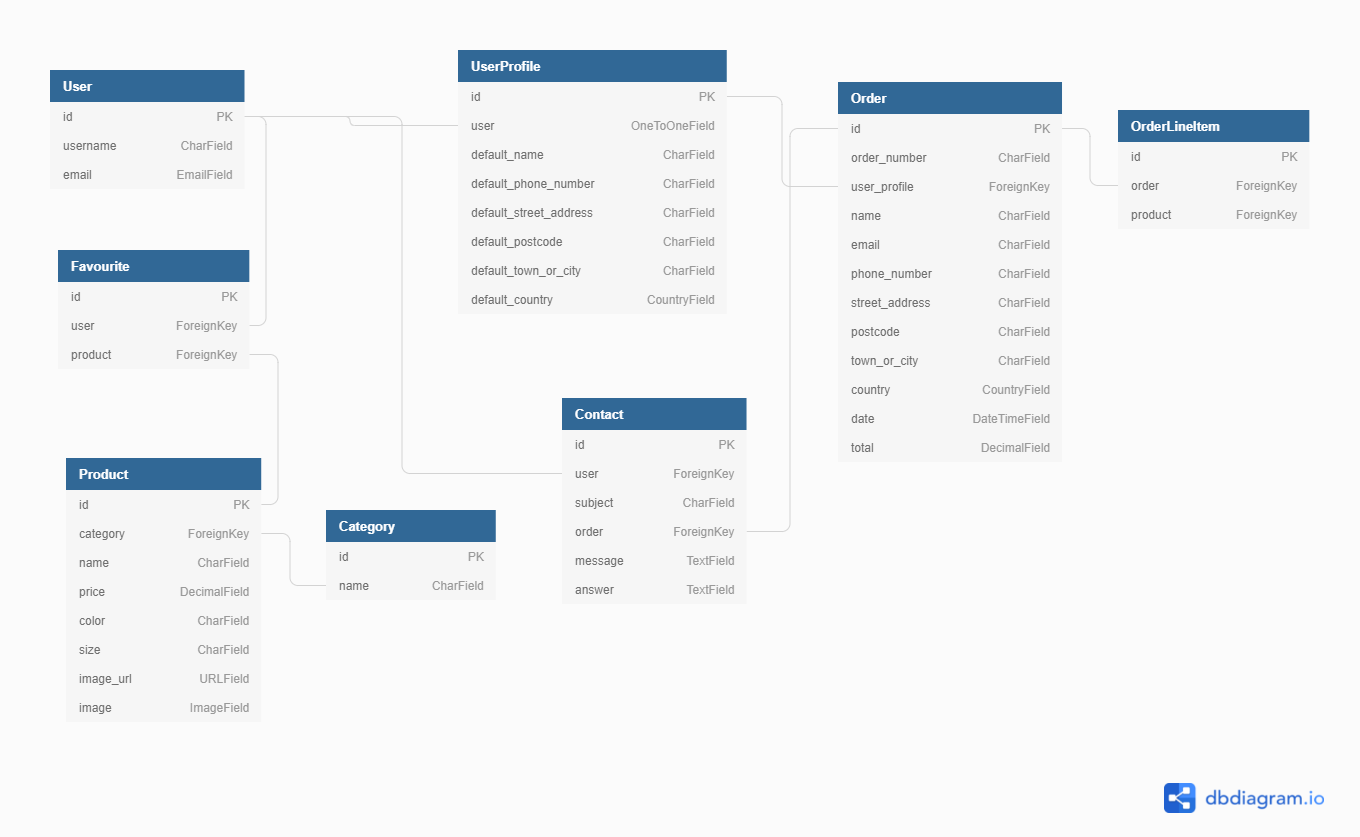 User
id PK
username CharField
email EmailField
Favourite
id PK
user ForeignKey
product ForeignKey
Product
id PK
category ForeignKey
name CharField
price DecimalField
color CharField
size CharField
image_url URLField
image ImageField
Category
id PK
name CharField
UserProfile
id PK
user OneToOneField
default_name CharField
default_phone_number CharField
default_street_address CharField
default_postcode CharField
default_town_or_city CharField
default_country CountryField
Contact
id PK
user ForeignKey
subject CharField
order ForeignKey
message TextField
answer TextField
Order
id PK
order_number CharField
user_profile ForeignKey
name CharField
email CharField
phone_number CharField
street_address CharField
postcode CharField
town_or_city CharField
country CountryField
date DateTimeField
total DecimalField
OrderLineItem
id PK
order ForeignKey
product ForeignKey
dbdiagram.io